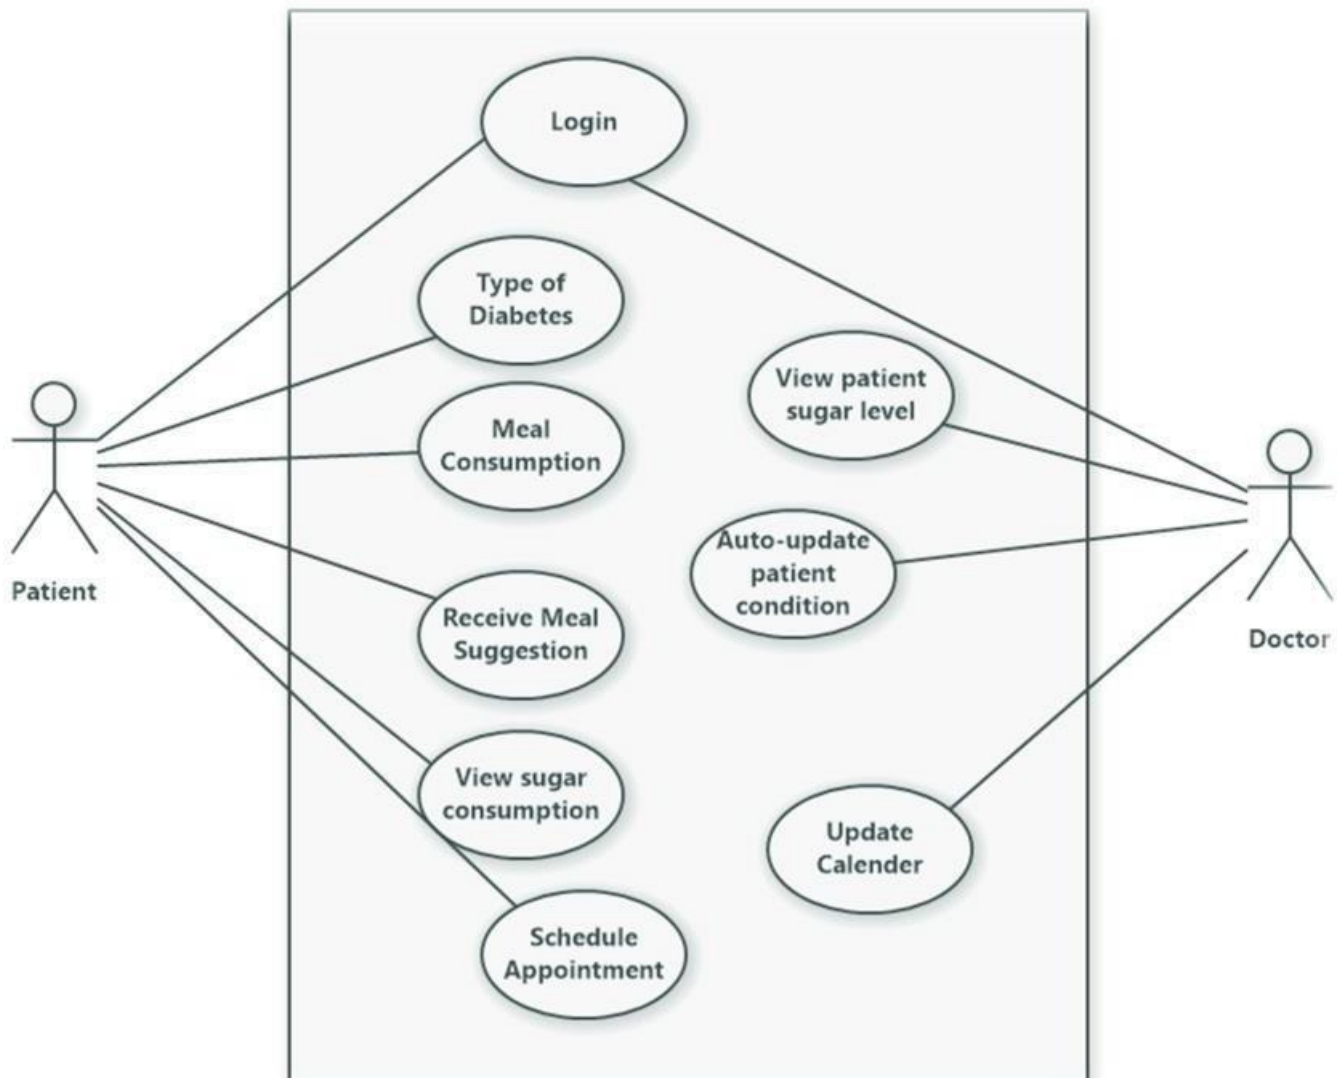 Login
Type of
Diabetes
View patient
sugar level
Meal
Consumption
Auto-update
patient
condition
Patient
Receive Meal
Suggestion
Doctor
View sugar
consumption
Update
Calender
Schedule
Appointment